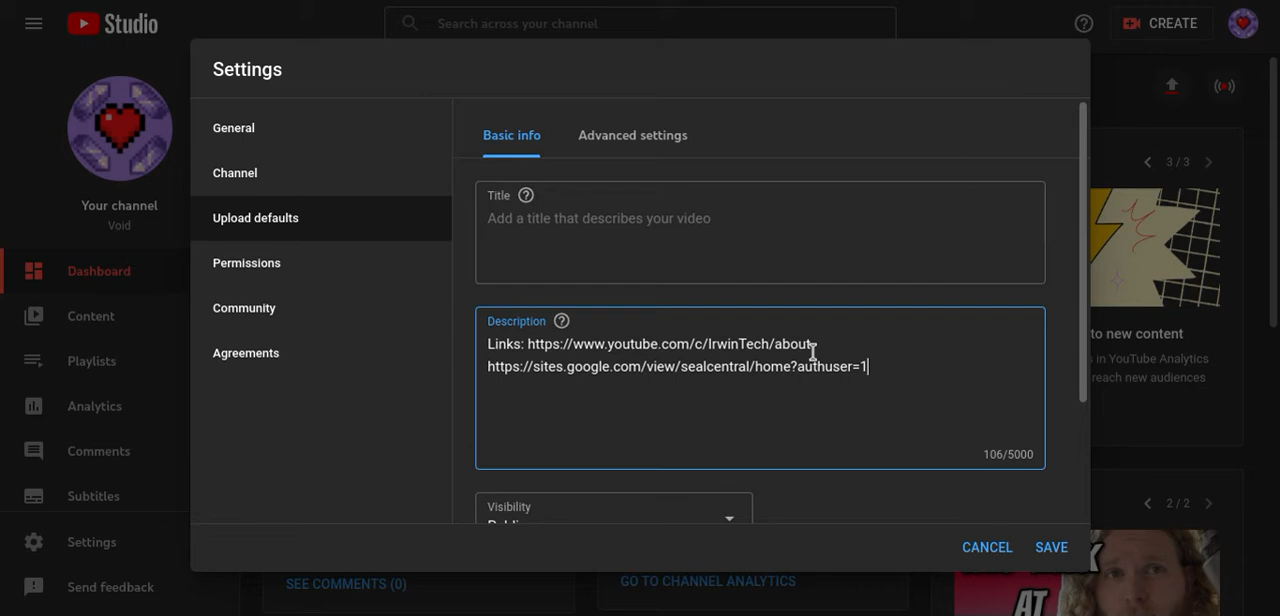 Studio
Search across your channel
CREATE
Settings
Your channel
Void
Dashboard
Content
Playlists
Analytics
Comments
Subtitles
Settings
Send feedback
General
Channel
Upload defaults
Permissions
Community
Agreements
Basic info
Advanced settings
Title
Add a title that describes your video
Description
Links: https://www.youtube.com/c/IrwinTech/about
https://sites.google.com/view/sealcentral/home?authuser=1
106/5000
Visibility
Public
CANCEL
SAVE
3 / 3
to new content
in YouTube Analytics
reach new audiences
2 / 2
SEE COMMENTS (0)
GO TO CHANNEL ANALYTICS
AT